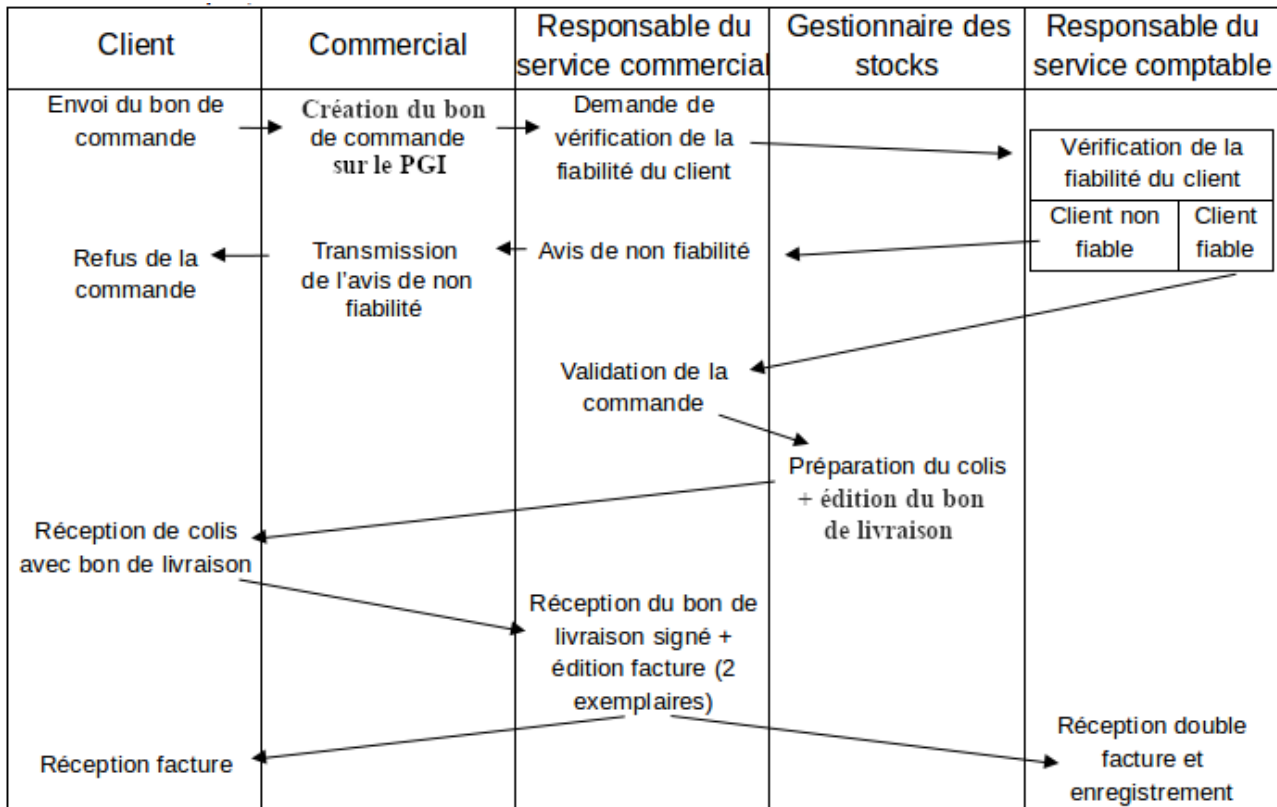 Client
Commercial
Responsable du
service commercial
Gestionnaire des
stocks
Responsable du
service comptable
Envoi du bon de
commande
Création du bon
de commande
sur le PGI
Demande de
vérification de la
fiabilité du client
Vérification de la
fiabilité du client
Client non
fiable
Client
fiable
Avis de non fiabilité
Transmission
de l'avis de non
fiabilité
Refus de la
commande
Validation de la
commande
Préparation du colis
+ édition du bon
de livraison
Réception de colis
avec bon de livraison
Réception du bon de
livraison signé +
édition facture (2
exemplaires)
Réception facture
Réception double
facture et
enregistrement